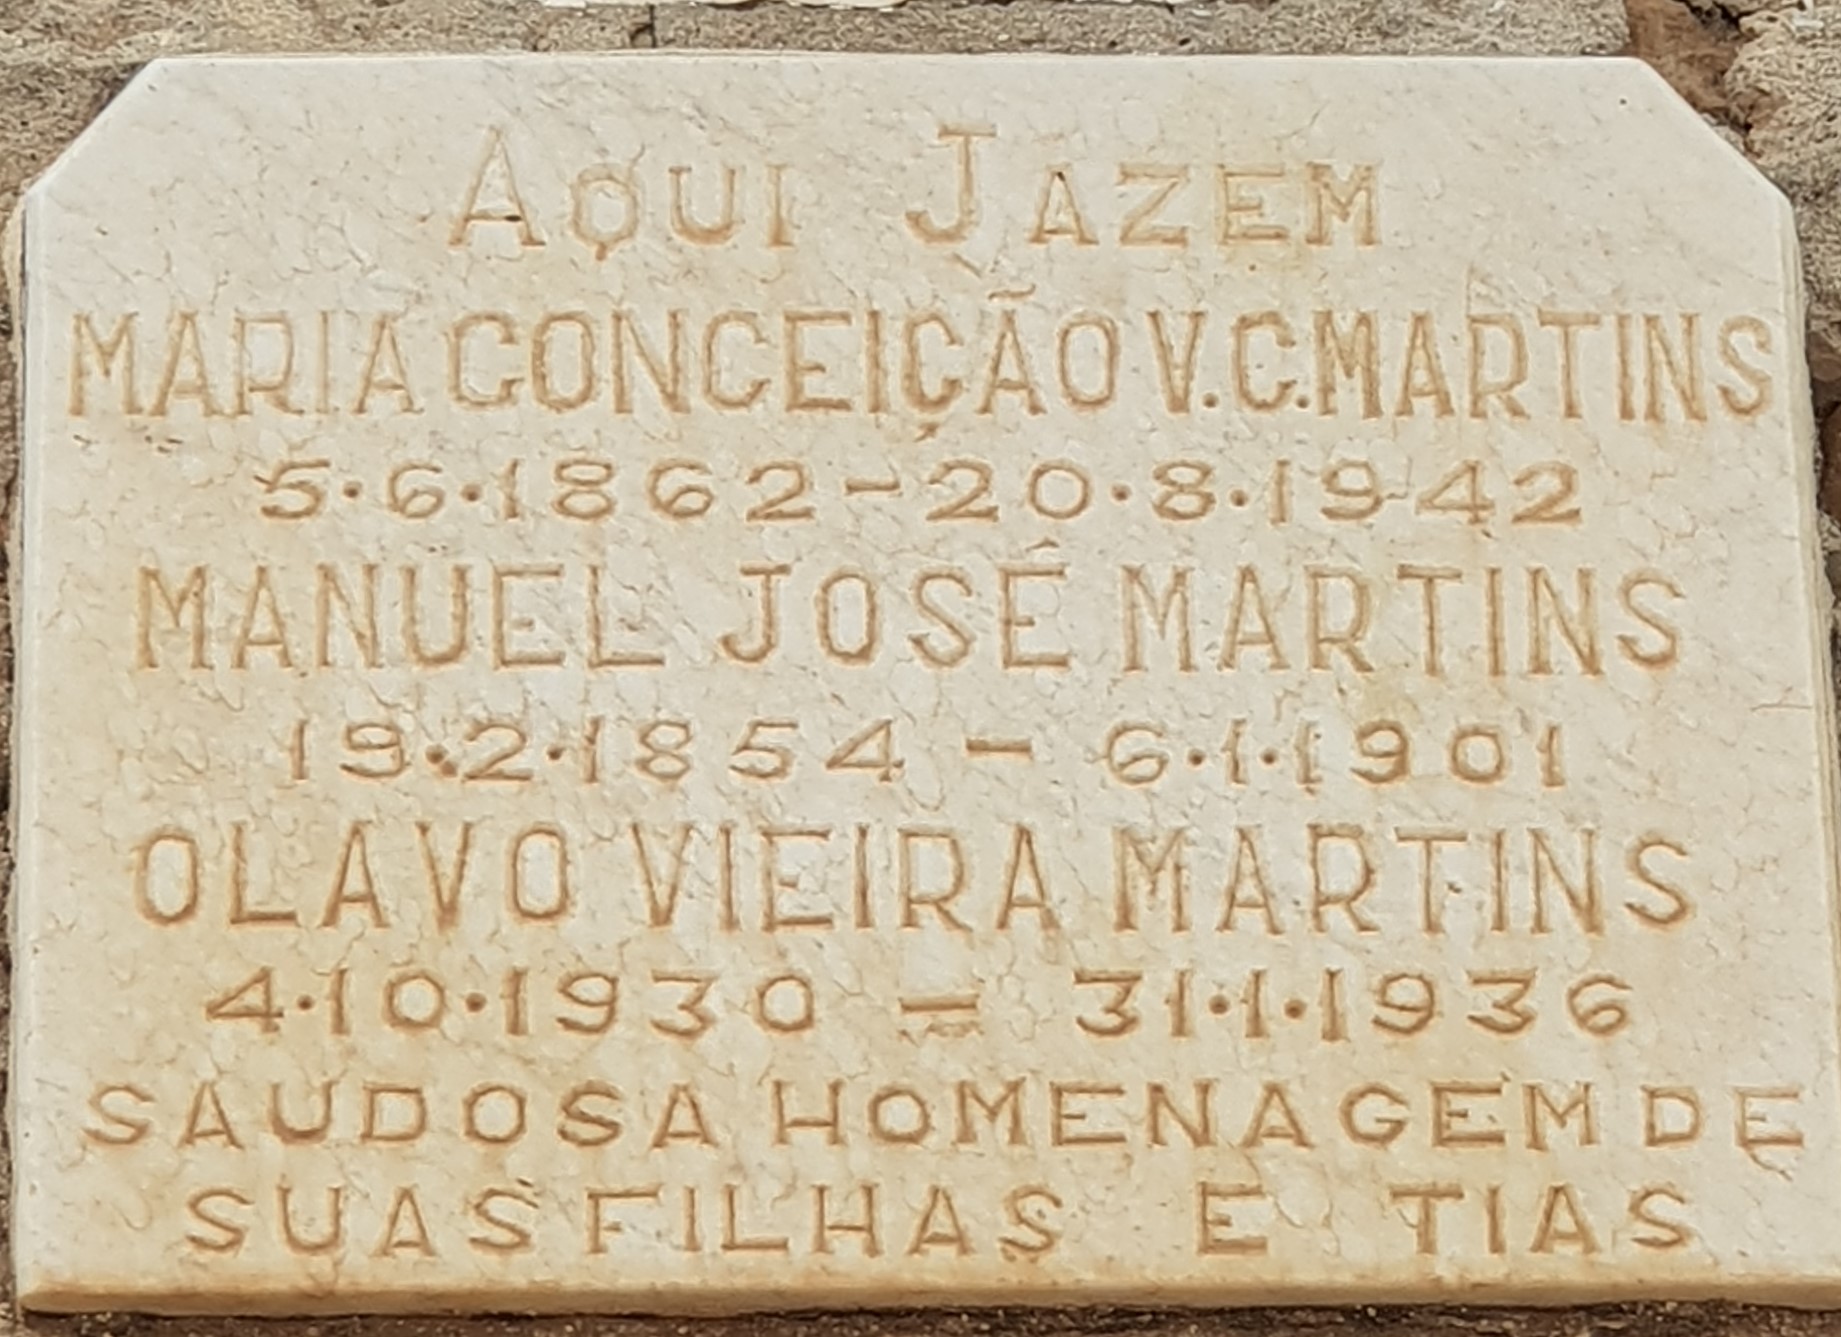 AQUI JAZEM
MARIA CONCEIÇÃO V.C.MARTINS
5·6·1862-20·8·1942
MANUEL JOSÉ MARTINS
19·2·1854 - 6·1·1901
OLAVO VIEIRA MARTINS
4·10·1930 = 31·1·1936
SAUDOSA HOMENAGEM DE
SUAS FILHAS E TIAS